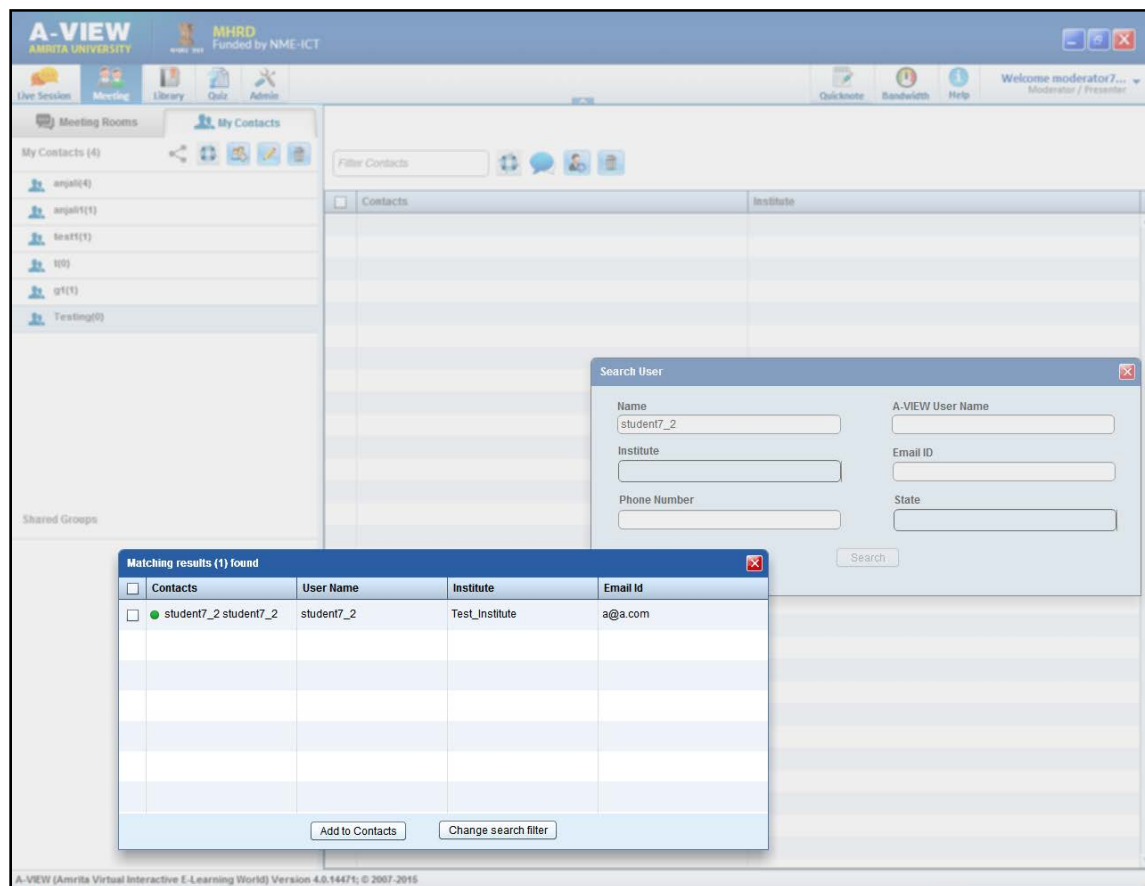 A-VIEW
AMRITA UNIVERSITY
MHRD
Funded by NME-ICT
Live Session
Meeting
Library
Quiz
Admin
Quicknote
Bandwidth
Help
Welcome moderator7...
Moderator / Presenter
Meeting Rooms
My Contacts
My Contacts (4)
Filter Contacts
anjali(4)
anjali1(1)
test1(1)
t(0)
g1(1)
Testing(0)
Contacts
Institute
Search User
Name
A-VIEW User Name
student7_2
Institute
Email ID
Phone Number
State
Search
Shared Groups
Matching results (1) found
Contacts User Name Institute Email Id
student7_2 student7_2 student7_2 Test_Institute a@a.com
Add to Contacts
Change search filter
A-VIEW (Amrita Virtual Interactive E-Learning World) Version 4.0.14471; © 2007-2015